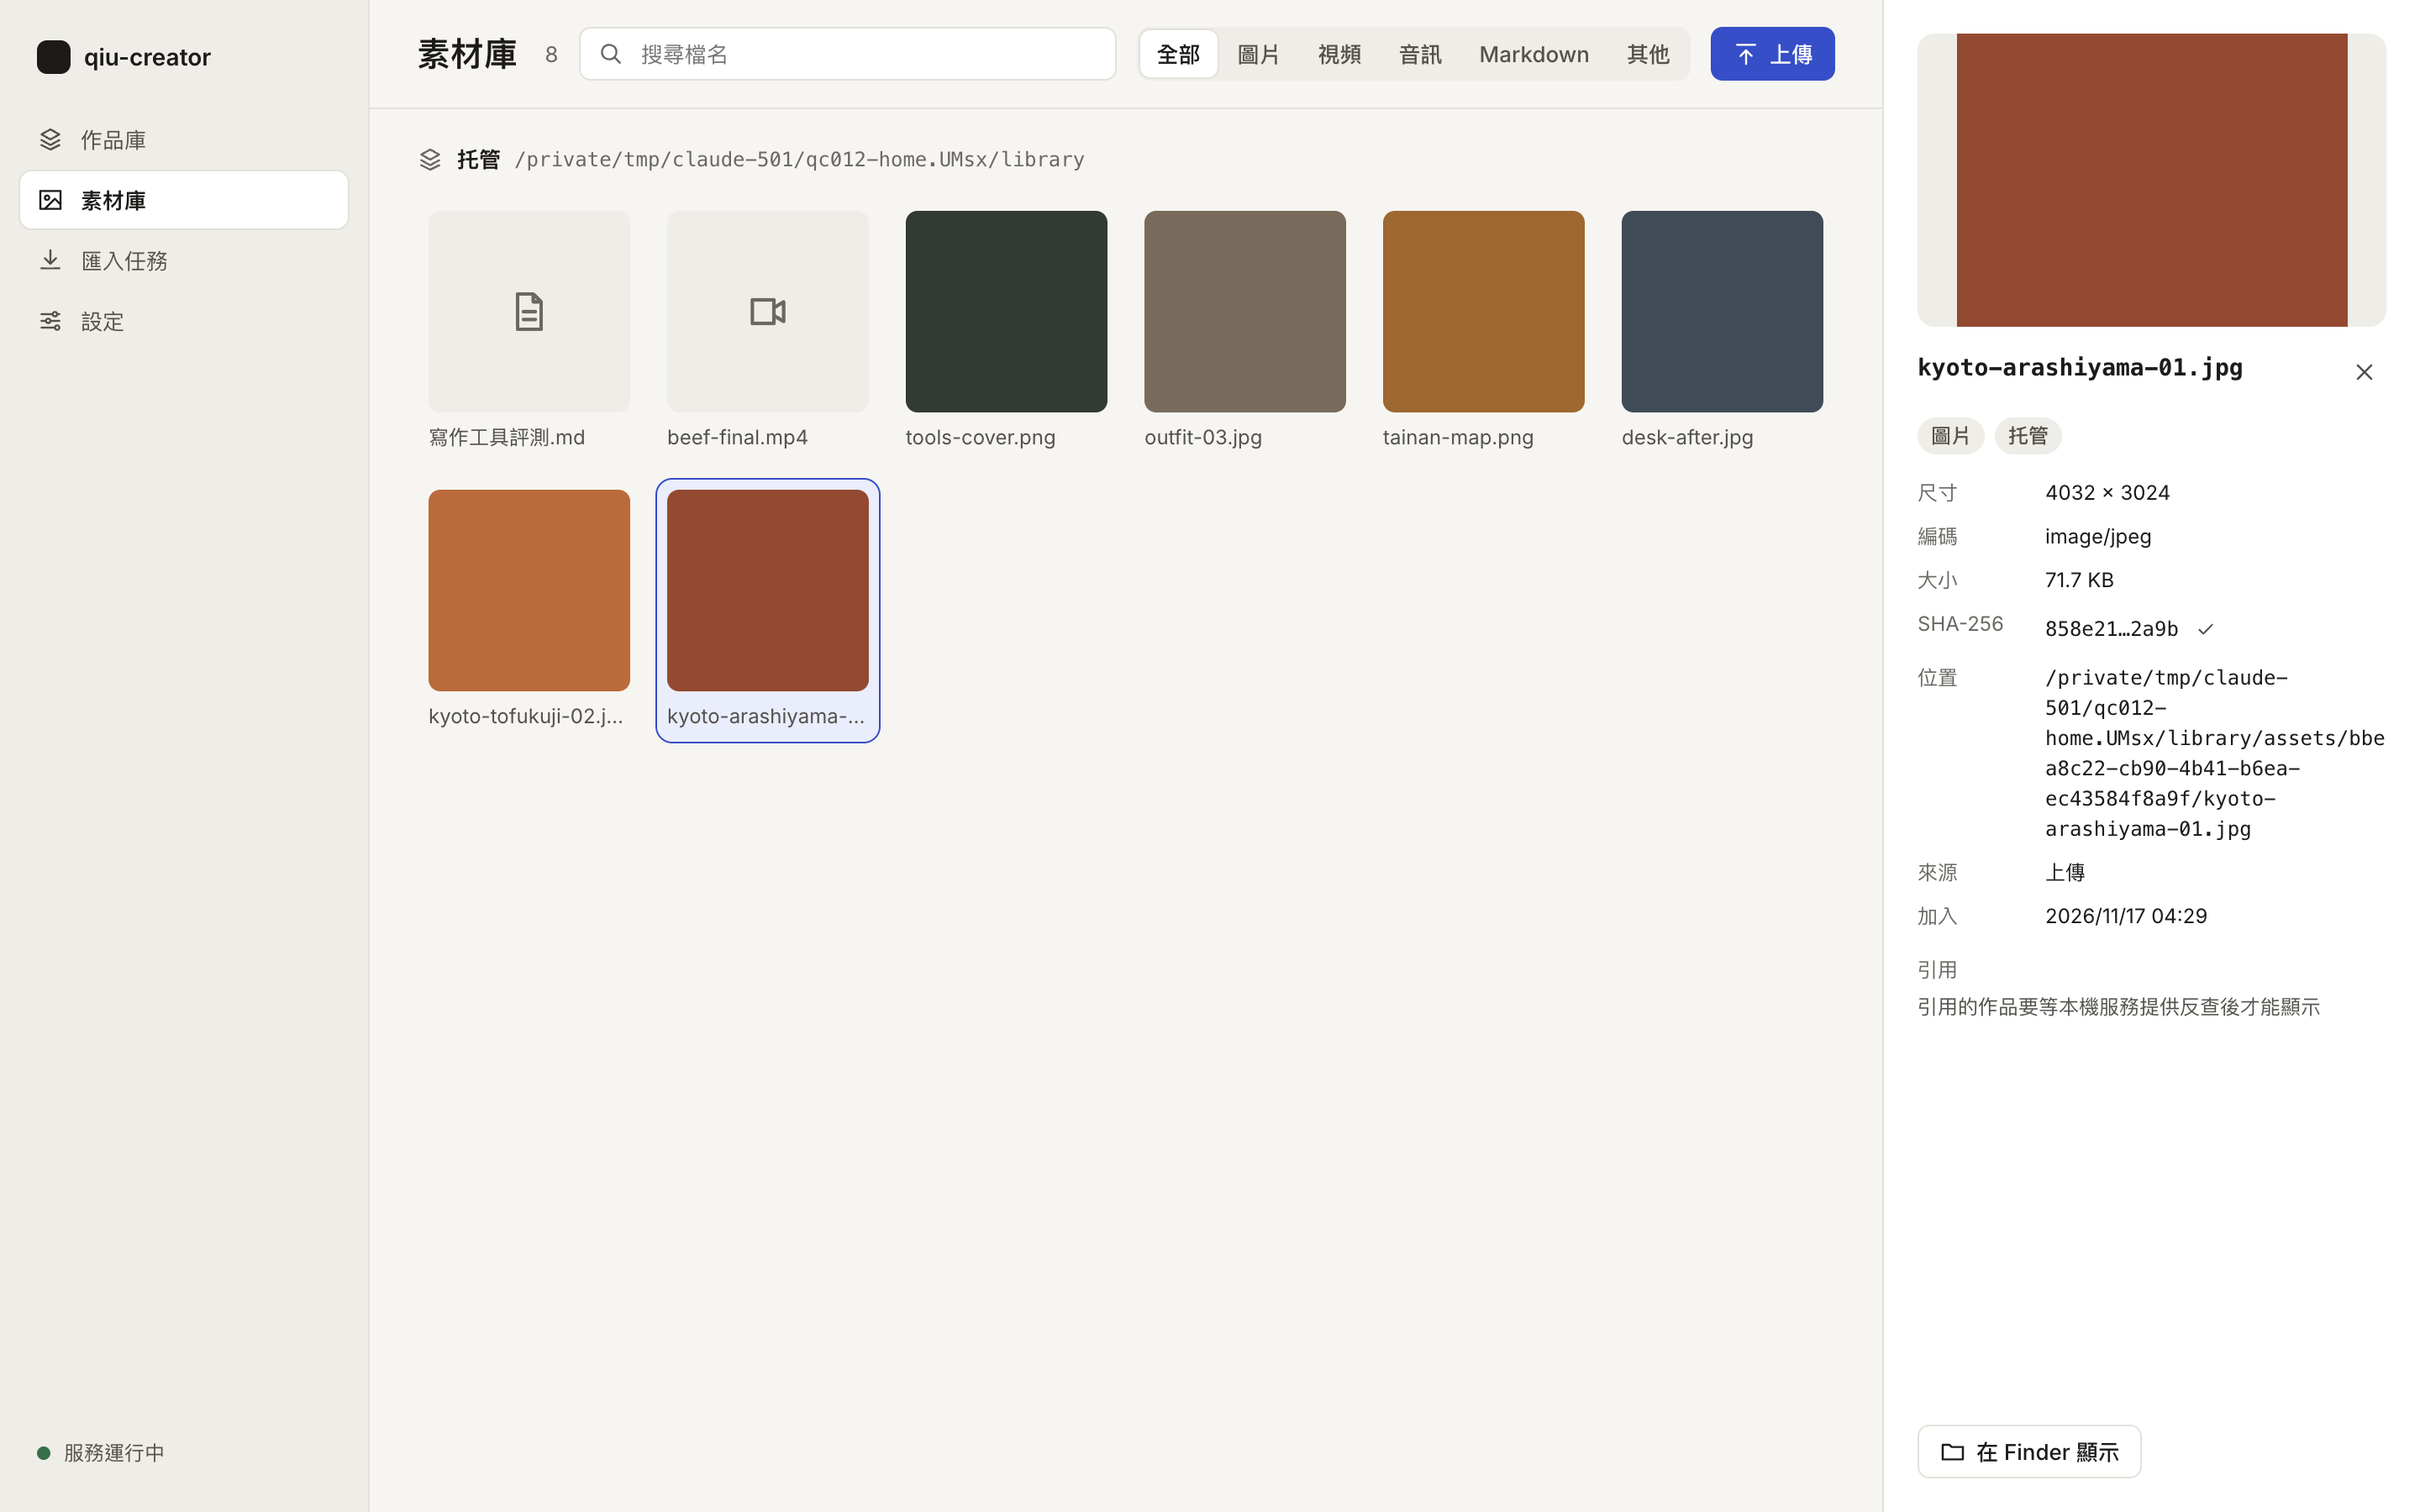 qiu-creator
作品庫
素材庫
匯入任務
設定
服務運行中
素材庫 8
搜尋檔名
全部 圖片 視頻 音訊 Markdown 其他
上傳
托管 /private/tmp/claude-501/qc012-home.UMsx/library
寫作工具評測.md
beef-final.mp4
tools-cover.png
outfit-03.jpg
tainan-map.png
desk-after.jpg
kyoto-tofukuji-02.j...
kyoto-arashiyama-...
kyoto-arashiyama-01.jpg
圖片 托管
尺寸 4032 × 3024
編碼 image/jpeg
大小 71.7 KB
SHA-256 858e21…2a9b
位置 /private/tmp/claude-
501/qc012-
home.UMsx/library/assets/bbe
a8c22-cb90-4b41-b6ea-
ec43584f8a9f/kyoto-
arashiyama-01.jpg
來源 上傳
加入 2026/11/17 04:29
引用
引用的作品要等本機服務提供反查後才能顯示
在 Finder 顯示